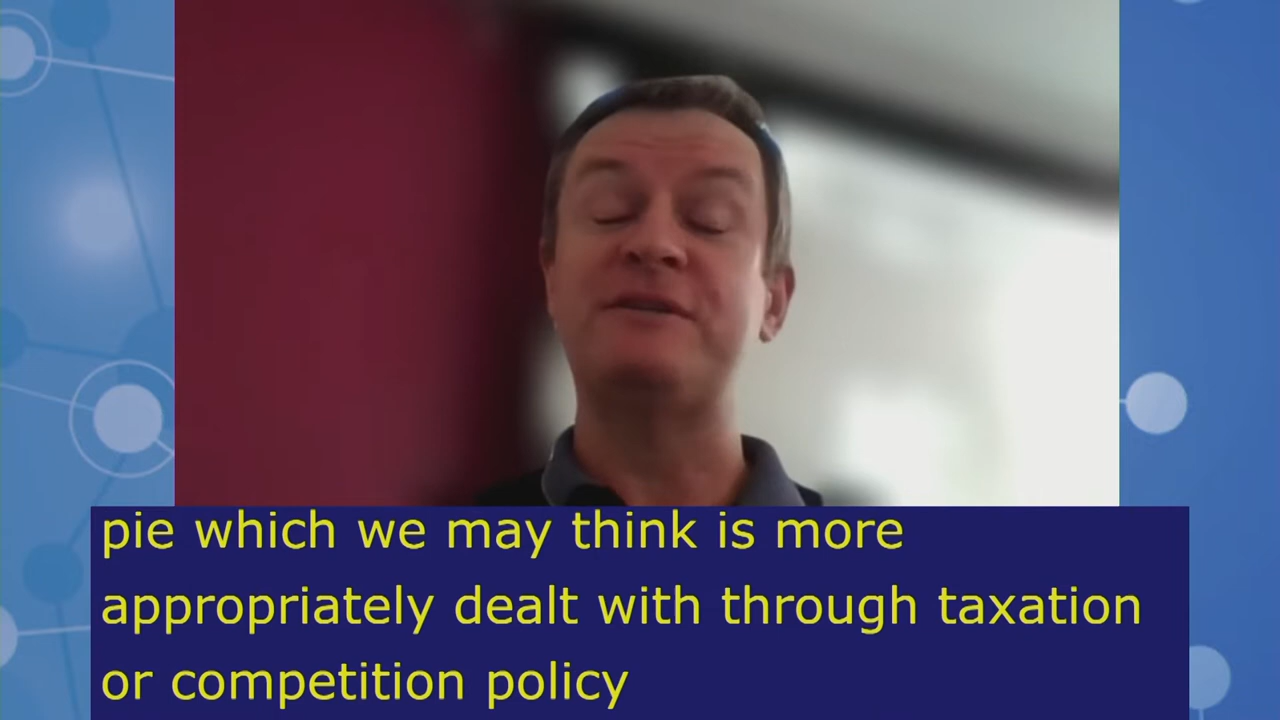 pie which we may think is more
appropriately dealt with through taxation
or competition policy